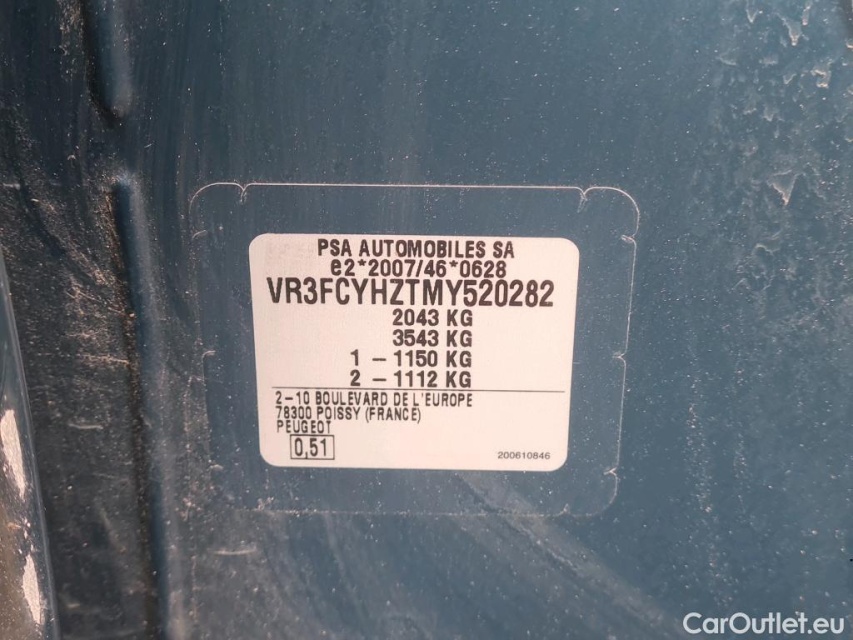 PSA AUTOMOBILES SA
e2*2007/46*0628
VR3FCYHZTMY520282
2043 KG
3543 KG
1 – 1150 KG
2 – 1112 KG
2–10 BOULEVARD DE L'EUROPE
78300 POISSY (FRANCE)
PEUGEOT
0,51
200610846
CarOutlet.eu